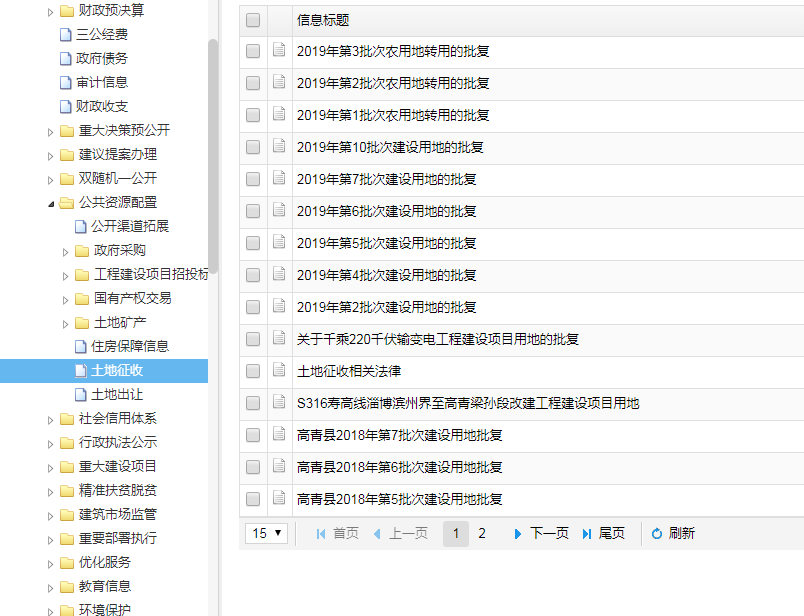 财政预决算
三公经费
政府债务
审计信息
财政收支
重大决策预公开
建议提案办理
双随机一公开
公共资源配置
公开渠道拓展
政府采购
工程建设项目招投标
国有产权交易
土地矿产
住房保障信息
土地征收
土地出让
社会信用体系
行政执法公示
重大建设项目
精准扶贫脱贫
建筑市场监管
重要部署执行
优化服务
教育信息
环境保护
信息标题
2019年第3批次农用地转用的批复
2019年第2批次农用地转用的批复
2019年第1批次农用地转用的批复
2019年第10批次建设用地的批复
2019年第7批次建设用地的批复
2019年第6批次建设用地的批复
2019年第5批次建设用地的批复
2019年第4批次建设用地的批复
2019年第2批次建设用地的批复
关于千乘220千伏输变电工程建设项目用地的批复
土地征收相关法律
S316寿高线淄博滨州界至高青梁孙段改建工程建设项目用地
高青县2018年第7批次建设用地批复
高青县2018年第6批次建设用地批复
高青县2018年第5批次建设用地批复
15 首页 上一页 1 2 下一页 尾页 刷新